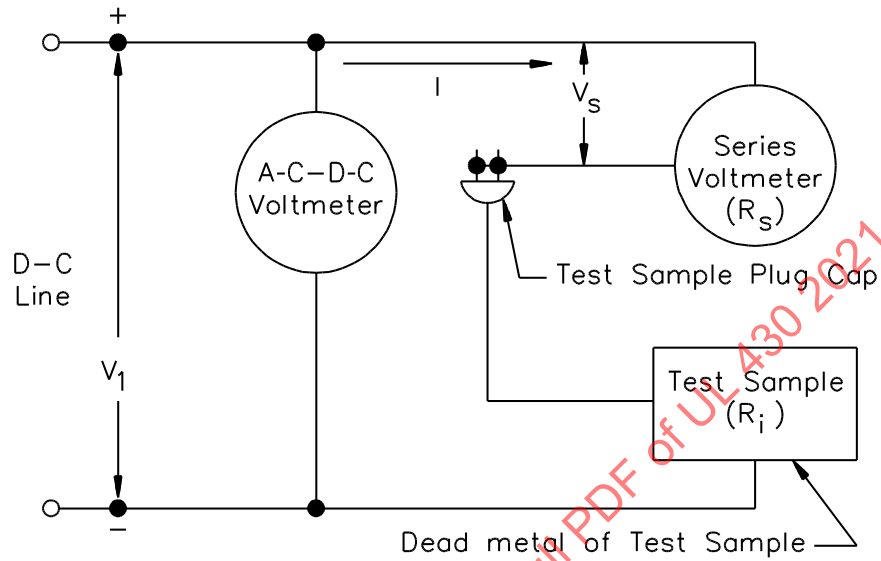 +
I
Vs
A-C-D-C
Voltmeter
Series
Voltmeter
(Rs)
D-C
Line
Test Sample Plug Cap
V1
Test Sample
(Ri)
−
Dead metal of Test Sample
PDF of UL 430 2021